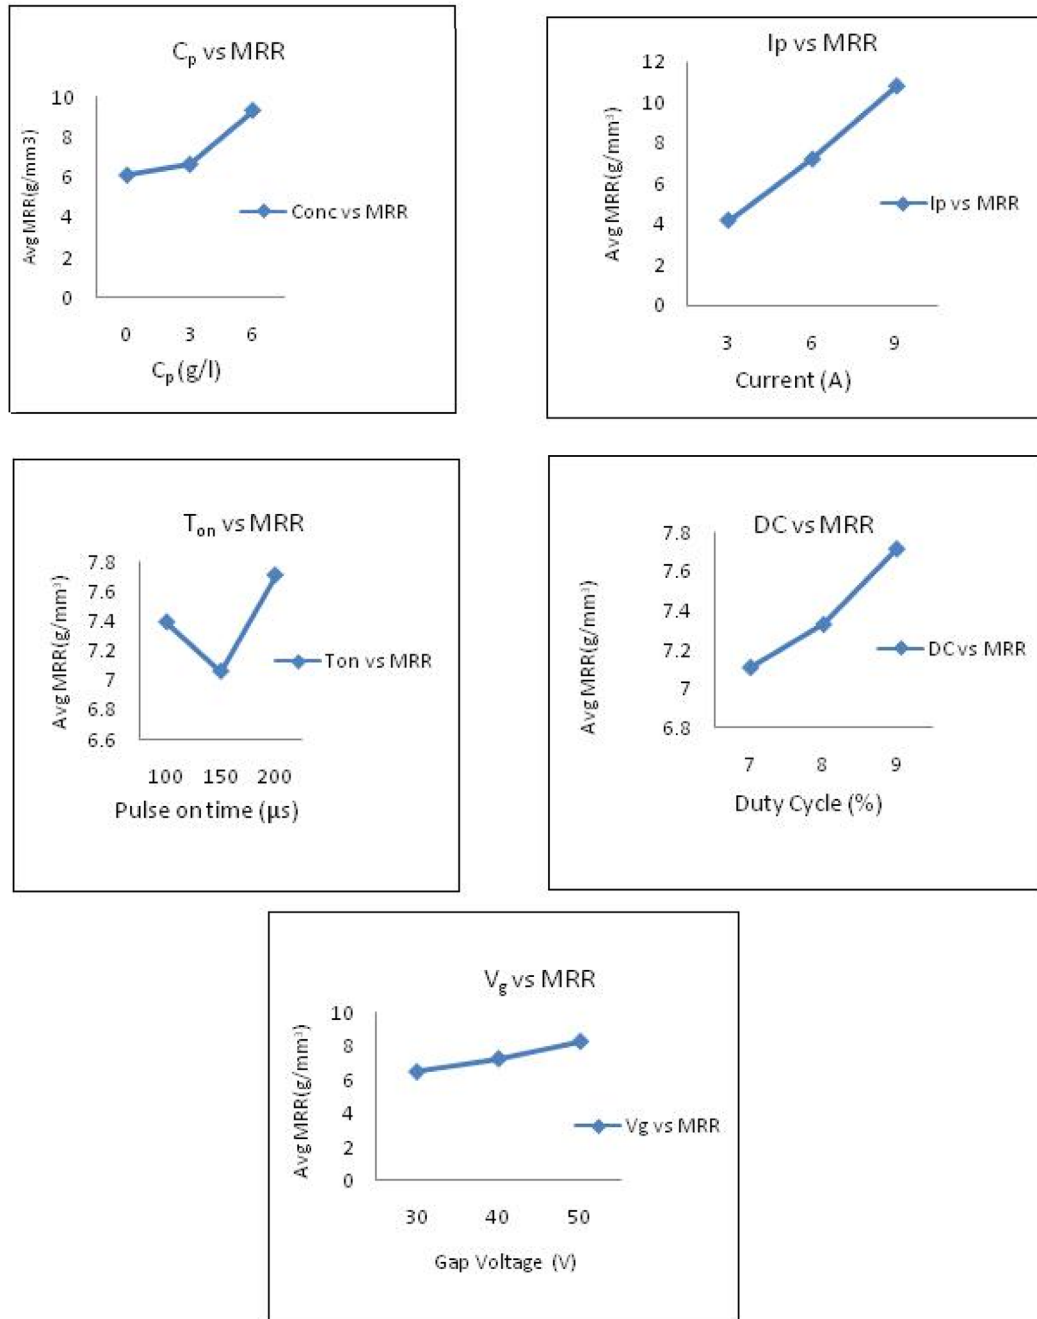 C_p vs MRR
10
8
6
4
2
0
Avg MRR(g/mm3)
Conc vs MRR
0 3 6
C_p (g/l)
Ip vs MRR
12
10
8
6
4
2
0
Avg MRR(g/mm³)
Ip vs MRR
3 6 9
Current (A)
T_on vs MRR
7.8
7.6
7.4
7.2
7
6.8
6.6
Avg MRR(g/mm³)
Ton vs MRR
100 150 200
Pulse on time (µs)
DC vs MRR
7.8
7.6
7.4
7.2
7
6.8
Avg MRR(g/mm³)
DC vs MRR
7 8 9
Duty Cycle (%)
V_g vs MRR
10
8
6
4
2
0
Avg MRR(g/mm³)
Vg vs MRR
30 40 50
Gap Voltage (V)